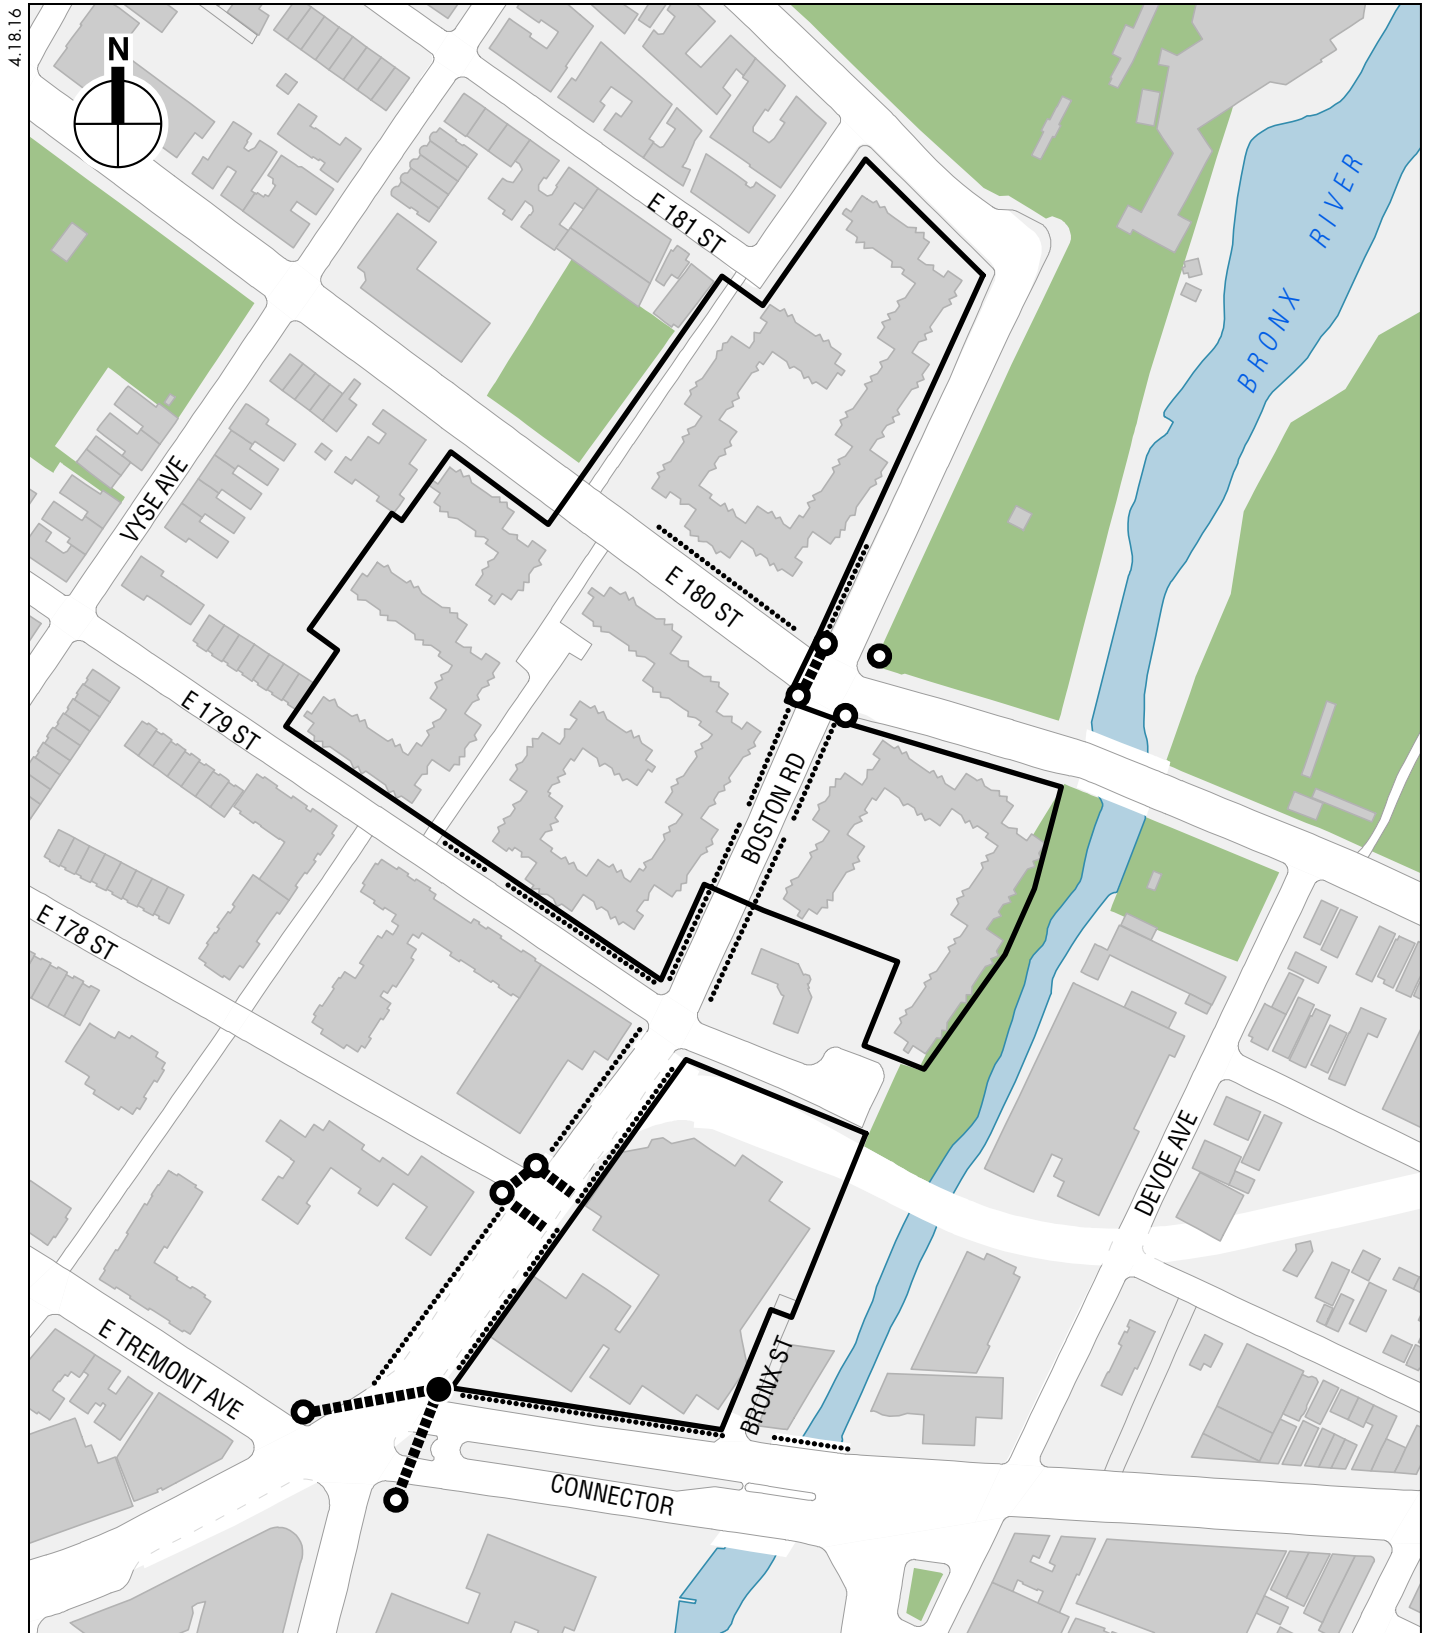 4.18.16
N
E 181 ST
BRONX RIVER
VYSE AVE
E 180 ST
E 179 ST
BOSTON RD
E 178 ST
DEVOE AVE
E TREMONT AVE
BRONX ST
CONNECTOR